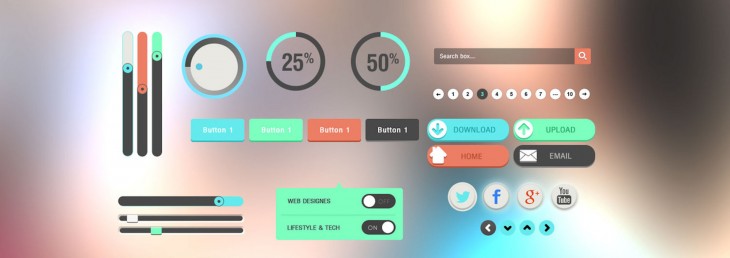 25%
50%
Search box...
1 2 3 4 5 6 7 ... 10
Button 1
Button 1
Button 1
Button 1
DOWNLOAD
UPLOAD
HOME
EMAIL
WEB DESIGNES
OFF
LIFESTYLE & TECH
ON
f
g+
You
Tube